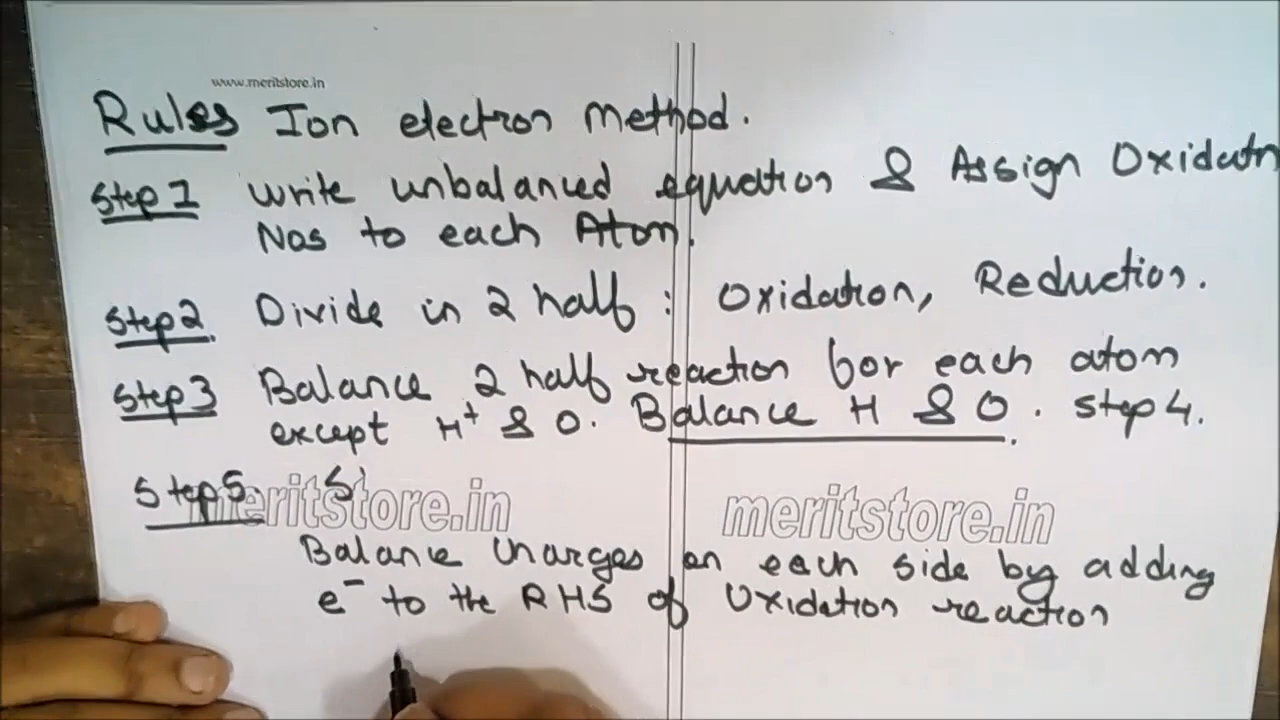 www.meritstore.in
Rules Ion electron method.
Step 1 Write unbalanced equation & Assign Oxidatn
Nos to each Atom.
Step 2. Divide in 2 half : Oxidation, Reduction.
Step 3 Balance 2 half reaction for each atom
except H⁺ & O. Balance H & O. Step 4.
Step 5. S
meritstore.in meritstore.in
Balance charges on each side by adding
e⁻ to the RHS of Oxidation reaction